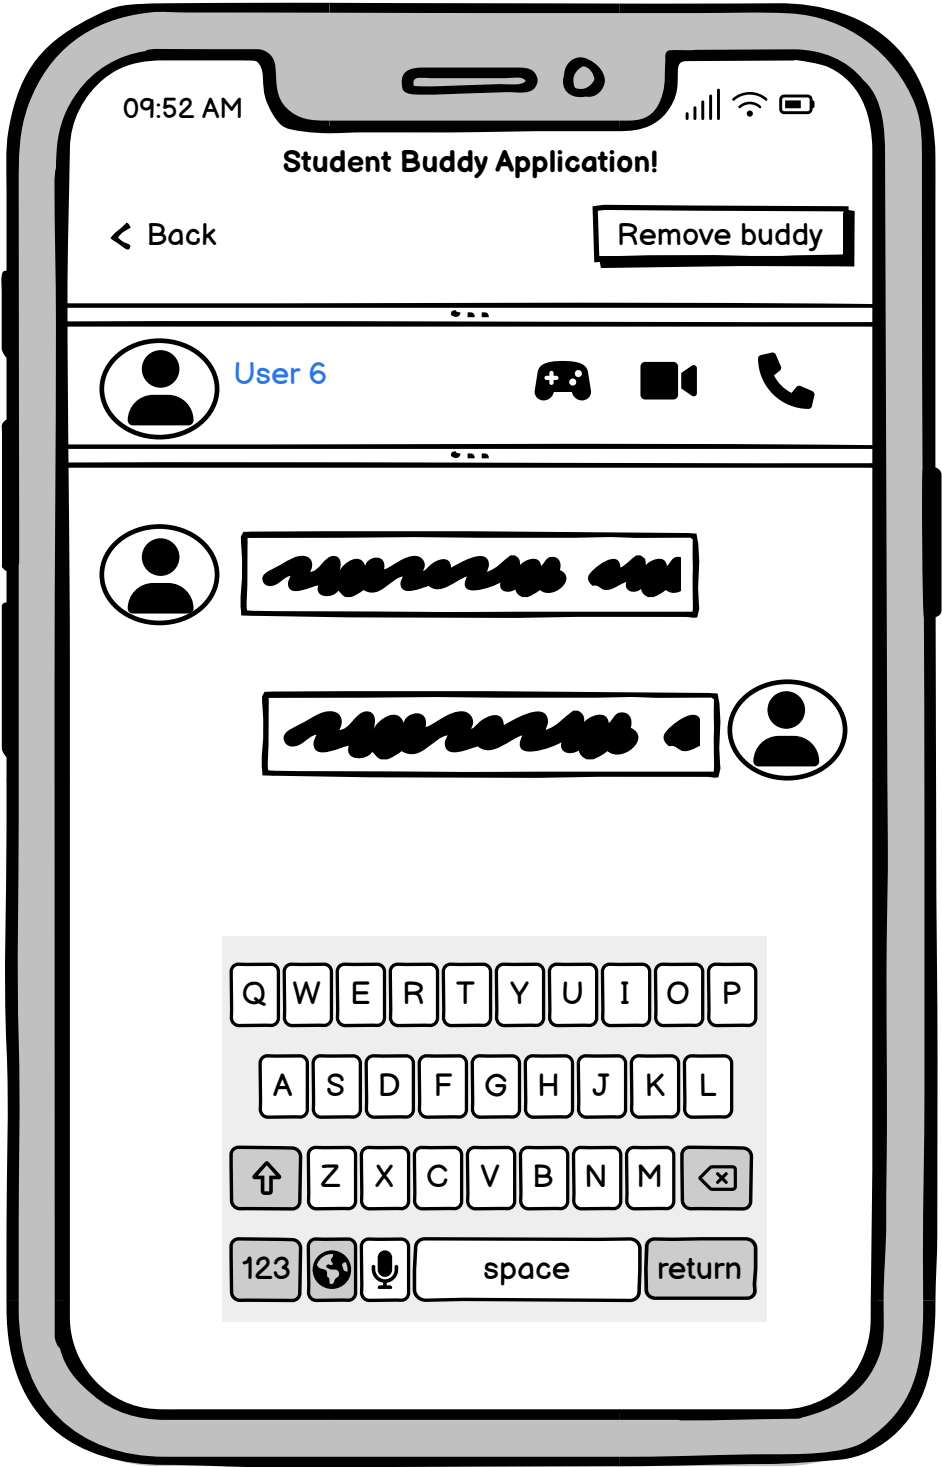 09:52 AM
Student Buddy Application!
Back
Remove buddy
User 6
Q W E R T Y U I O P
A S D F G H J K L
Z X C V B N M
123 space return